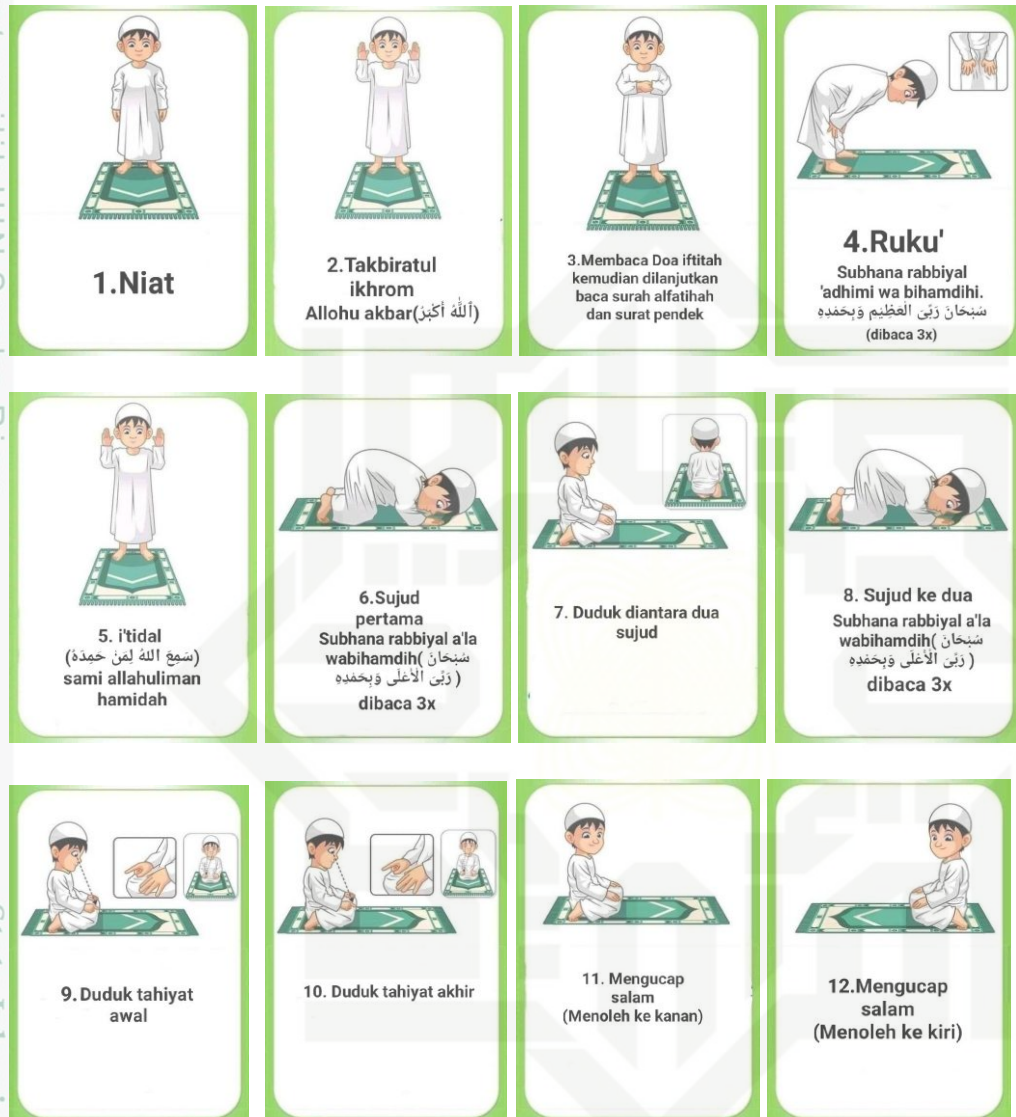 1.Niat
2.Takbiratul
ikhrom
Allohu akbar(ٱللَّٰهُ أَكْبَرْ)
3.Membaca Doa iftitah
kemudian dilanjutkan
baca surah alfatihah
dan surat pendek
4.Ruku'
Subhana rabbiyal
'adhimi wa bihamdihi.
سُبْحَانَ رَبِّيَ الْعَظِيْمِ وَبِحَمْدِهِ
(dibaca 3x)
5. i'tidal
(سَمِعَ اللهُ لِمَنْ حَمِدَهُ)
sami allahuliman
hamidah
6.Sujud
pertama
Subhana rabbiyal a'la
wabihamdih( سُبْحَانَ
رَبِّيَ الْأَعْلَى وَبِحَمْدِهِ )
dibaca 3x
7. Duduk diantara dua
sujud
8. Sujud ke dua
Subhana rabbiyal a'la
wabihamdih( سُبْحَانَ
رَبِّيَ الْأَعْلَى وَبِحَمْدِهِ )
dibaca 3x
9.Duduk tahiyat
awal
10. Duduk tahiyat akhir
11. Mengucap
salam
(Menoleh ke kanan)
12.Mengucap
salam
(Menoleh ke kiri)